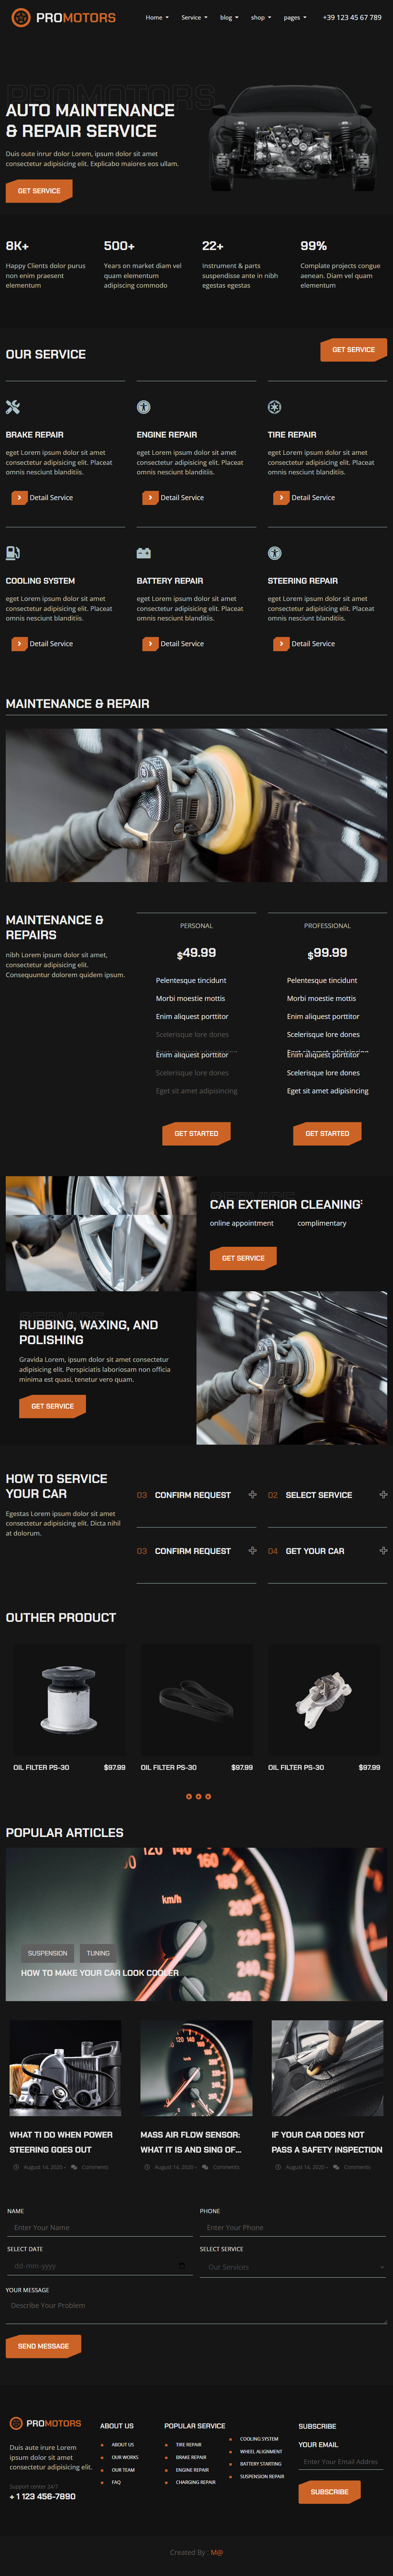 PROMOTORS
Home Service blog shop pages +39 123 45 67 789
PROMOTORS
AUTO MAINTENANCE
& REPAIR SERVICE
Duis oute inrur dolor Lorem, ipsum dolor sit amet
consectetur adipisicing elit. Explicabo maiores eos ullam.
GET SERVICE
8K+
Happy Clients dolor purus
non enim praesent
elementum
500+
Years on market diam vel
quam elementum
adipiscing commodo
22+
Instrument & parts
suspendisse ante in nibh
egestas egestas
99%
Complate projects congue
aenean. Diam vel quam
elementum
OUR SERVICE
GET SERVICE
BRAKE REPAIR
eget Lorem ipsum dolor sit amet
consectetur adipisicing elit. Placeat
omnis nesciunt blanditiis.
Detail Service
ENGINE REPAIR
eget Lorem ipsum dolor sit amet
consectetur adipisicing elit. Placeat
omnis nesciunt blanditiis.
Detail Service
TIRE REPAIR
eget Lorem ipsum dolor sit amet
consectetur adipisicing elit. Placeat
omnis nesciunt blanditiis.
Detail Service
COOLING SYSTEM
eget Lorem ipsum dolor sit amet
consectetur adipisicing elit. Placeat
omnis nesciunt blanditiis.
Detail Service
BATTERY REPAIR
eget Lorem ipsum dolor sit amet
consectetur adipisicing elit. Placeat
omnis nesciunt blanditiis.
Detail Service
STEERING REPAIR
eget Lorem ipsum dolor sit amet
consectetur adipisicing elit. Placeat
omnis nesciunt blanditiis.
Detail Service
MAINTENANCE & REPAIR
MAINTENANCE &
REPAIRS
nibh Lorem ipsum dolor sit amet,
consectetur adipisicing elit.
Consequuntur dolorem quidem ipsum.
PERSONAL
$49.99
Pelentesque tincidunt
Morbi moestie mottis
Enim aliquest porttitor
Scelerisque lore dones
Enim aliquest porttitor
Scelerisque lore dones
Eget sit amet adipisincing
GET STARTED
PROFESSIONAL
$99.99
Pelentesque tincidunt
Morbi moestie mottis
Enim aliquest porttitor
Scelerisque lore dones
Eget sit amet adipisincing
Enim aliquest porttitor
Scelerisque lore dones
Eget sit amet adipisincing
GET STARTED
CAR EXTERIOR CLEANING
online appointment complimentary
GET SERVICE
RUBBING, WAXING, AND
POLISHING
Gravida Lorem, ipsum dolor sit amet consectetur
adipisicing elit. Perspiciatis laboriosam non officia
minima est quasi, tenetur vero quam.
GET SERVICE
HOW TO SERVICE
YOUR CAR
Egestas Lorem ipsum dolor sit amet
consectetur adipisicing elit. Dicta nihil
at dolorum.
03 CONFIRM REQUEST
02 SELECT SERVICE
03 CONFIRM REQUEST
04 GET YOUR CAR
OUTHER PRODUCT
OIL FILTER PS-30 $97.99
OIL FILTER PS-30 $97.99
OIL FILTER PS-30 $97.99
POPULAR ARTICLES
120 140 160
180
200
km/h
220
SUSPENSION TUNING
HOW TO MAKE YOUR CAR LOOK COOLER
WHAT TI DO WHEN POWER
STEERING GOES OUT
August 14, 2020 - Comments
MASS AIR FLOW SENSOR:
WHAT IT IS AND SING OF...
August 14, 2020 - Comments
IF YOUR CAR DOES NOT
PASS A SAFETY INSPECTION
August 14, 2020 - Comments
NAME
Enter Your Name
PHONE
Enter Your Phone
SELECT DATE
dd-mm-yyyy
SELECT SERVICE
Our Services
YOUR MESSAGE
Describe Your Problem
SEND MESSAGE
PROMOTORS
Duis aute irure Lorem
ipsum dolor sit amet
consectetur adipisicing elit.
Support center 24/7
+ 1 123 456-7890
ABOUT US
ABOUT US
OUR WORKS
OUR TEAM
FAQ
POPULAR SERVICE
TIRE REPAIR
BRAKE REPAIR
ENGINE REPAIR
CHARGING REPAIR
COOLING SYSTEM
WHEEL ALIGNMENT
BATTERY STARTING
SUSPENSION REPAIR
SUBSCRIBE
YOUR EMAIL
Enter Your Email Addres
SUBSCRIBE
Created By : M@